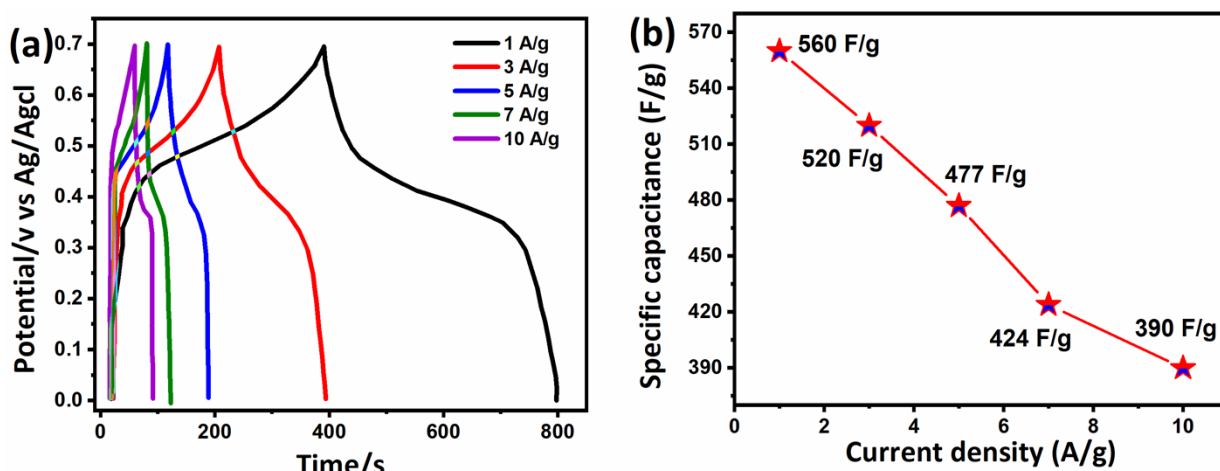 (a)
Potential/v vs Ag/Agcl
0.7
0.6
0.5
0.4
0.3
0.2
0.1
0.0
1 A/g
3 A/g
5 A/g
7 A/g
10 A/g
0 200 400 600 800
Time/s
(b)
Specific capacitance (F/g)
570
540
510
480
450
420
390
560 F/g
520 F/g
477 F/g
424 F/g
390 F/g
0 2 4 6 8 10
Current density (A/g)